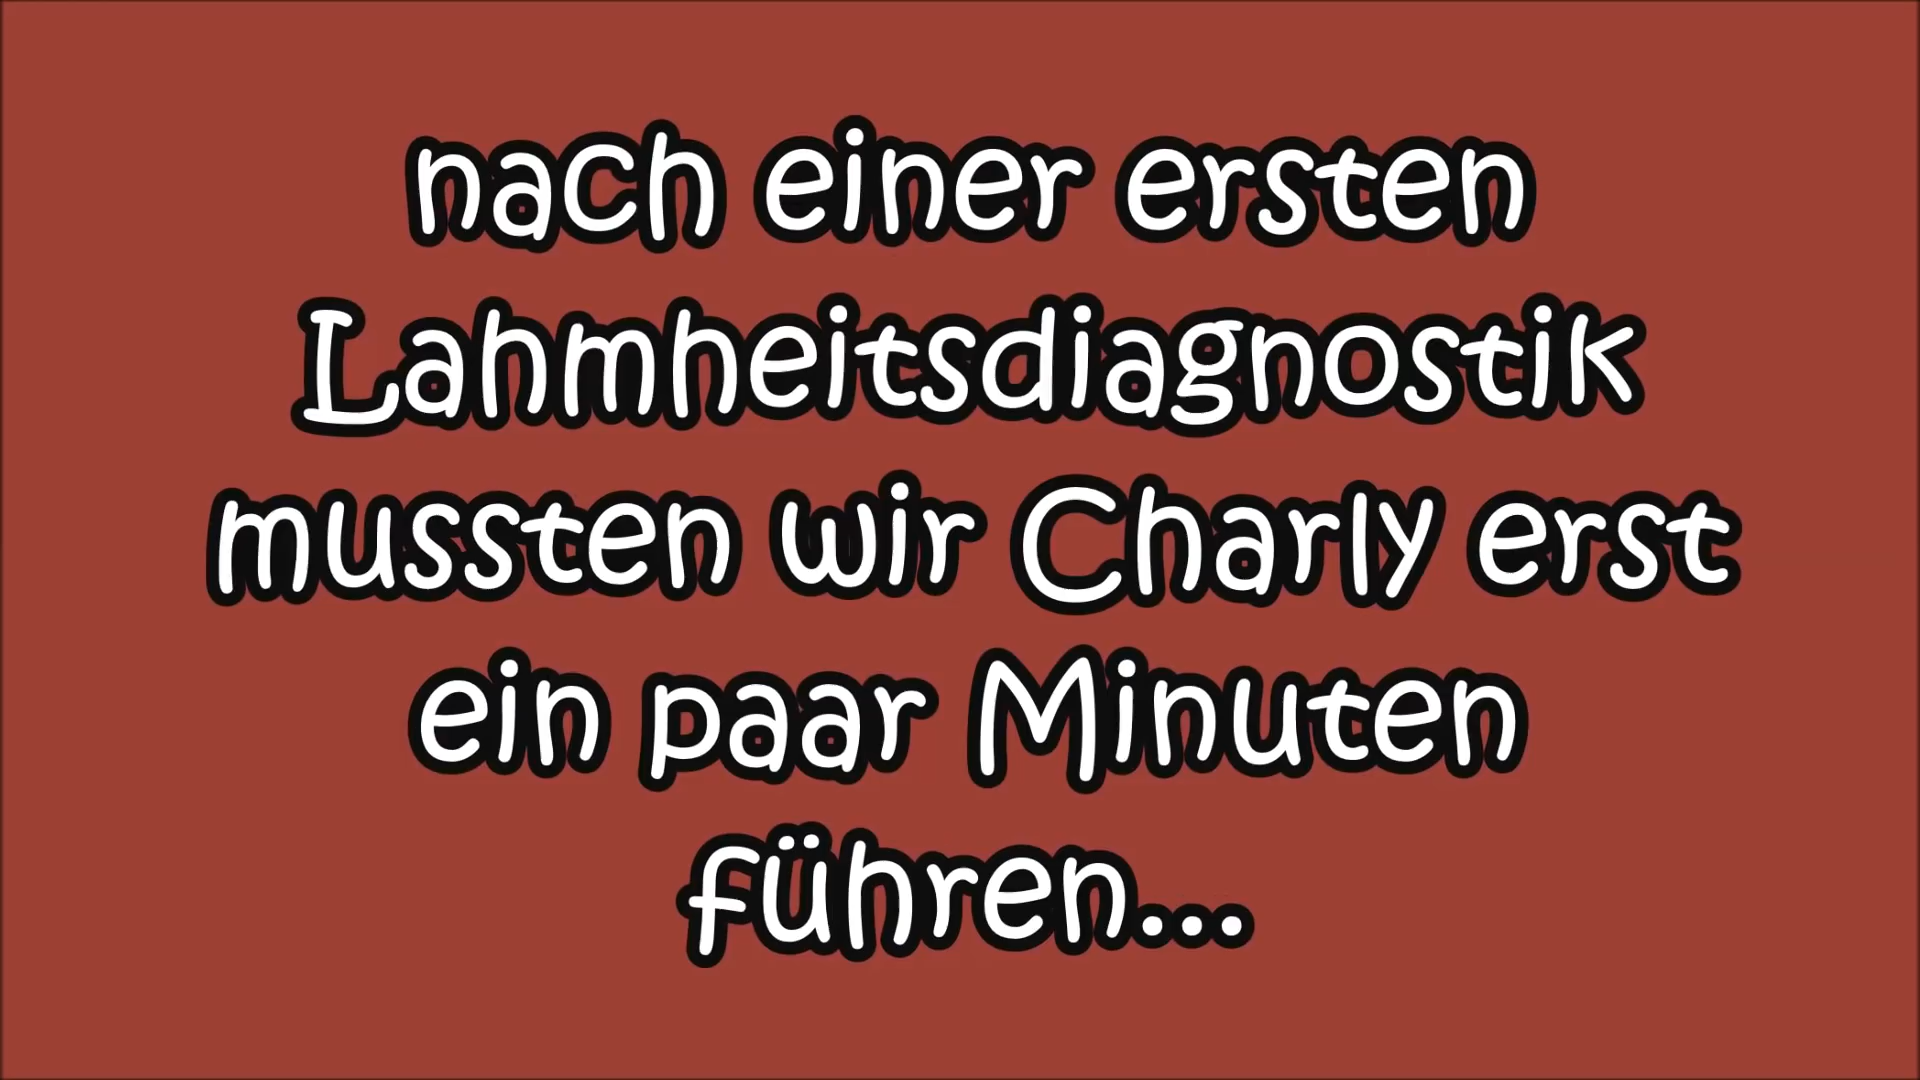 nach einer ersten
Lahmheitsdiagnostik
mussten wir Charly erst
ein paar Minuten
führen...